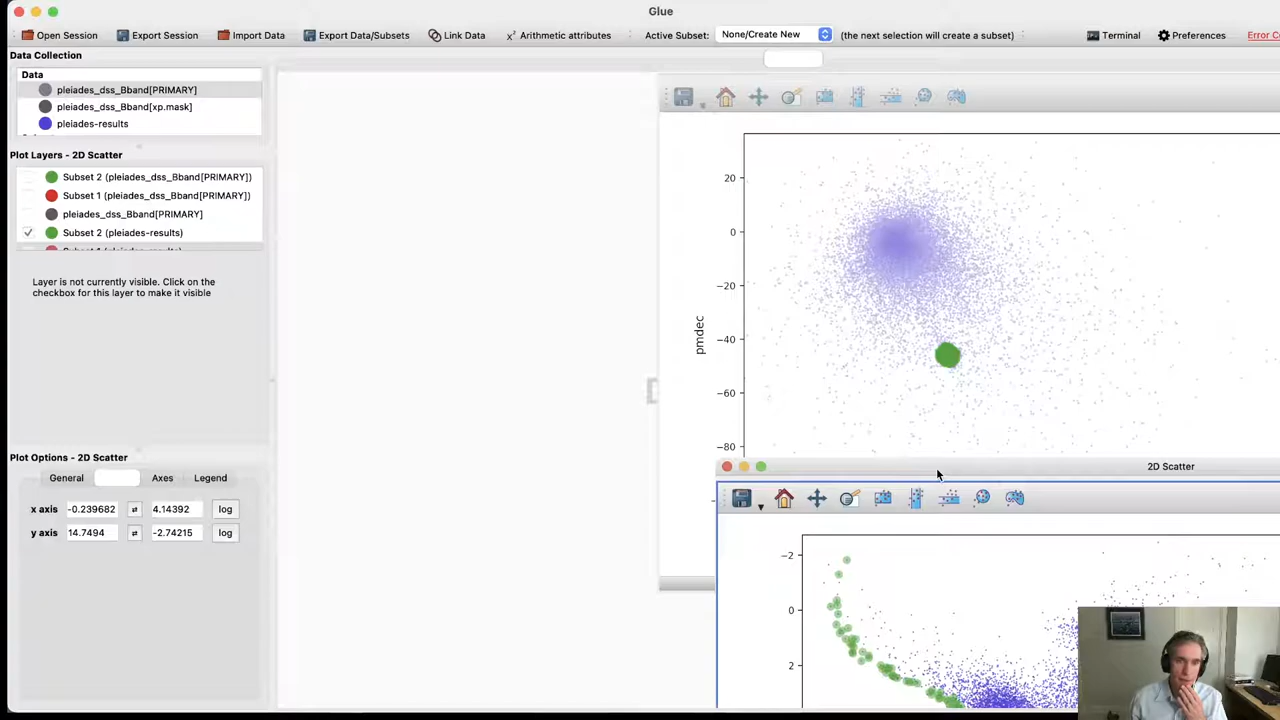 Glue
Open Session Export Session Import Data Export Data/Subsets Link Data Arithmetic attributes Active Subset: None/Create New (the next selection will create a subset) Terminal Preferences Error C
Data Collection
Data
pleiades_dss_Bband[PRIMARY]
pleiades_dss_Bband[xp.mask]
pleiades-results
Plot Layers - 2D Scatter
Subset 2 (pleiades_dss_Bband[PRIMARY])
Subset 1 (pleiades_dss_Bband[PRIMARY])
pleiades_dss_Bband[PRIMARY]
Subset 2 (pleiades-results)
Layer is not currently visible. Click on the
checkbox for this layer to make it visible
Plot Options - 2D Scatter
General Axes Legend
x axis -0.239682 4.14392 log
y axis 14.7494 -2.74215 log
20
0
−20
−40
−60
−80
pmdec
2D Scatter
−2
0
2